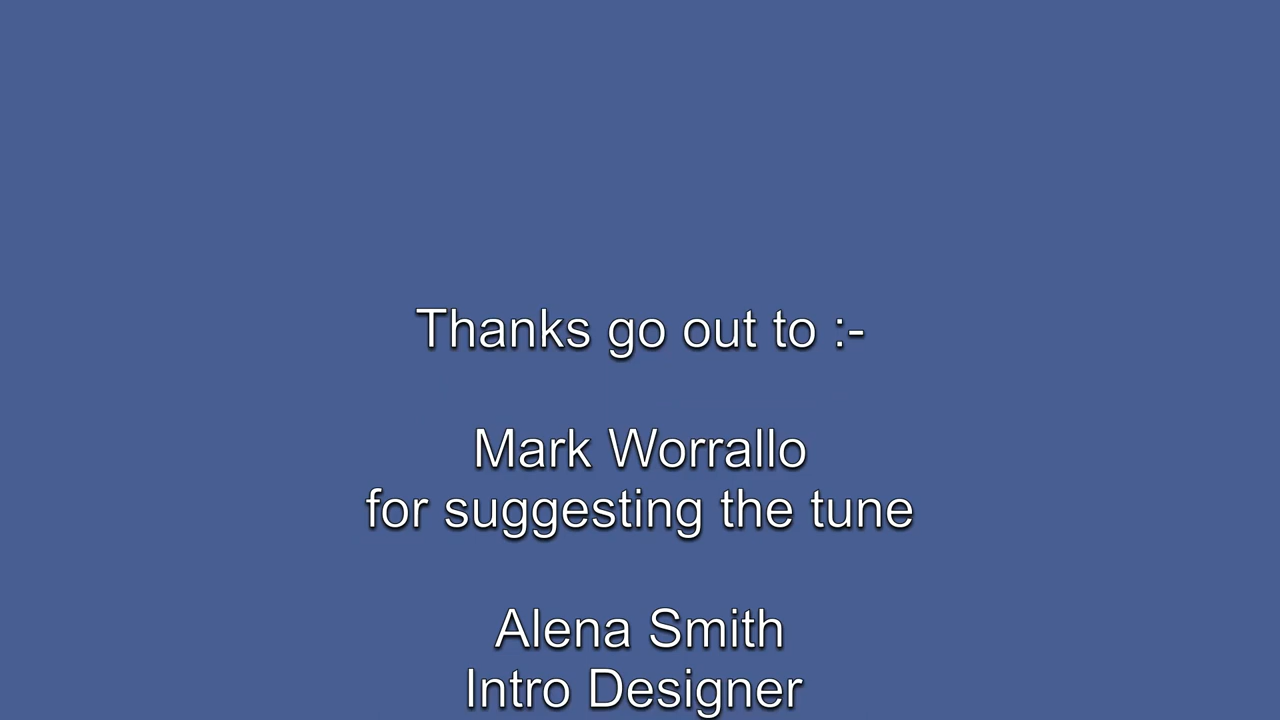 Thanks go out to :-
Mark Worrallo
for suggesting the tune
Alena Smith
Intro Designer